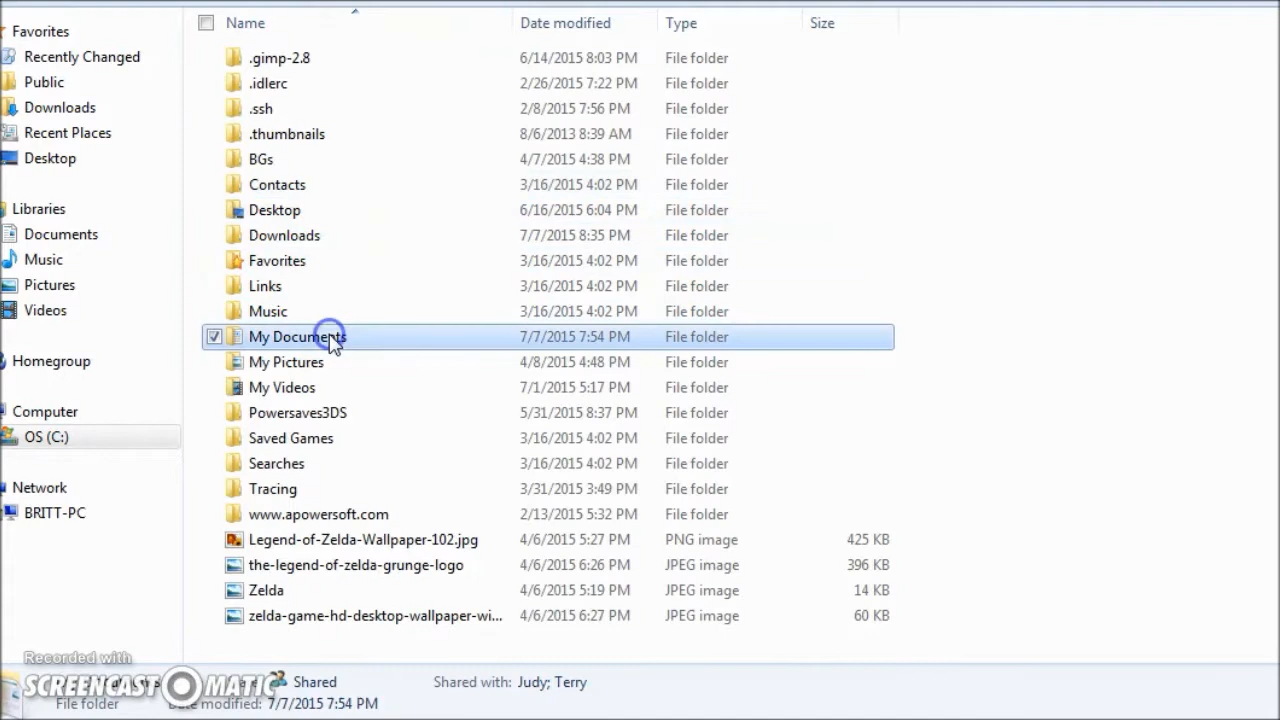 Name Date modified Type Size
Favorites
Recently Changed
Public
Downloads
Recent Places
Desktop
Libraries
Documents
Music
Pictures
Videos
Homegroup
Computer
OS (C:)
Network
BRITT-PC
.gimp-2.8 6/14/2015 8:03 PM File folder
.idlerc 2/26/2015 7:22 PM File folder
.ssh 2/8/2015 7:56 PM File folder
.thumbnails 8/6/2013 8:39 AM File folder
BGs 4/7/2015 4:38 PM File folder
Contacts 3/16/2015 4:02 PM File folder
Desktop 6/16/2015 6:04 PM File folder
Downloads 7/7/2015 8:35 PM File folder
Favorites 3/16/2015 4:02 PM File folder
Links 3/16/2015 4:02 PM File folder
Music 3/16/2015 4:02 PM File folder
My Documents 7/7/2015 7:54 PM File folder
My Pictures 4/8/2015 4:48 PM File folder
My Videos 7/1/2015 5:17 PM File folder
Powersaves3DS 5/31/2015 8:37 PM File folder
Saved Games 3/16/2015 4:02 PM File folder
Searches 3/16/2015 4:02 PM File folder
Tracing 3/31/2015 3:49 PM File folder
www.apowersoft.com 2/13/2015 5:32 PM File folder
Legend-of-Zelda-Wallpaper-102.jpg 4/6/2015 5:27 PM PNG image 425 KB
the-legend-of-zelda-grunge-logo 4/6/2015 6:26 PM JPEG image 396 KB
Zelda 4/6/2015 5:19 PM JPEG image 14 KB
zelda-game-hd-desktop-wallpaper-wi... 4/6/2015 6:27 PM JPEG image 60 KB
Recorded with
SCREENCAST-O-MATIC
Shared Shared with: Judy; Terry
File folder Date modified: 7/7/2015 7:54 PM